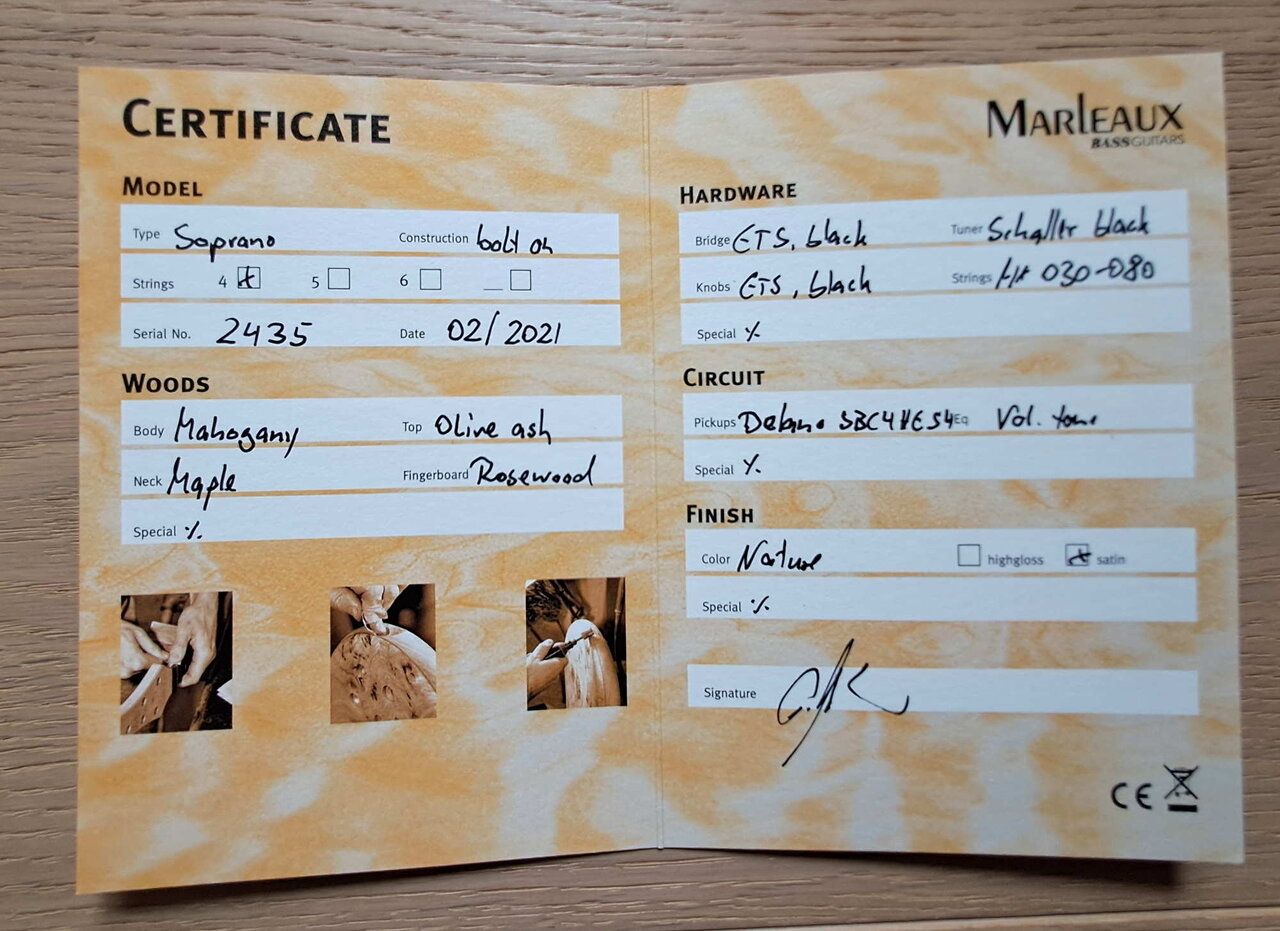 CERTIFICATE
MODEL
Type Soprano Construction bolt on
Strings 4 5 6
Serial No. 2435 Date 02/2021
WOODS
Body Mahogany Top Olive ash
Neck Maple Fingerboard Rosewood
Special ٪
MARLEAUX
BASSGUITARS
HARDWARE
Bridge ETS, black Tuner Schaller black
Knobs ETS, black Strings 030-080
Special ٪
CIRCUIT
Pickups Delano SBC4HES4 Eq Vol. tone
Special ٪
FINISH
Color Nature highgloss satin
Special ٪
Signature
CE